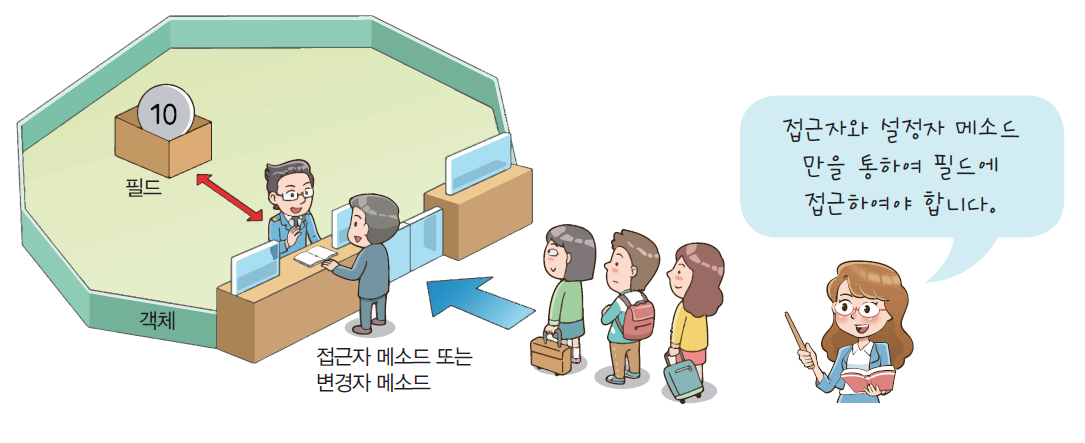 10
필드
객체
접근자 메소드 또는
변경자 메소드
접근자와 설정자 메소드
만을 통하여 필드에
접근하여야 합니다.